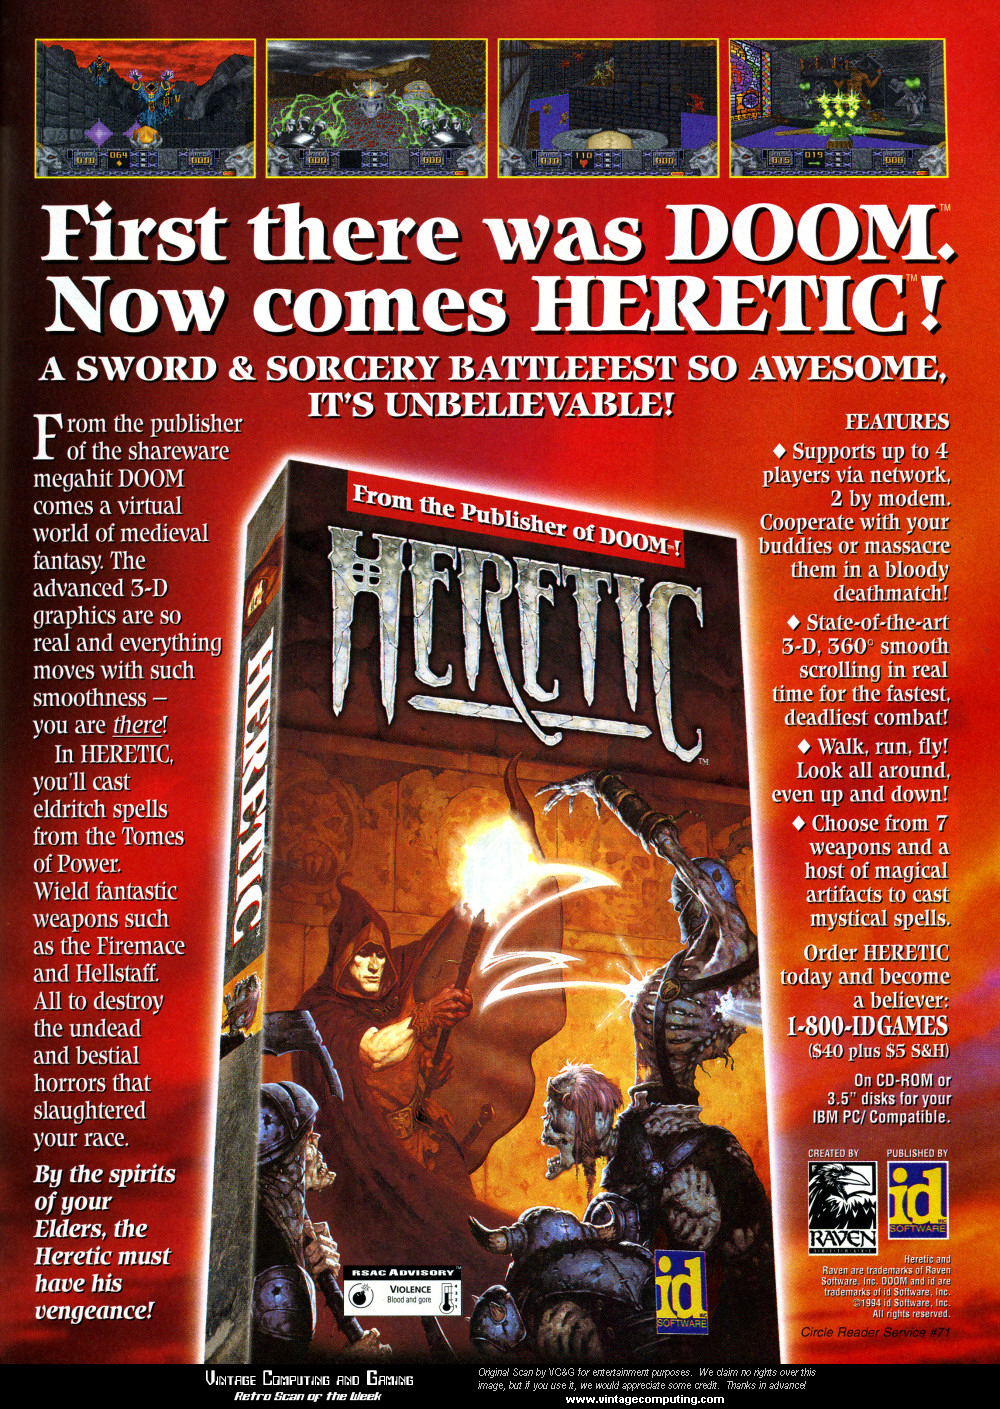 First there was DOOM.™
Now comes HERETIC™!
A SWORD & SORCERY BATTLEFEST SO AWESOME,
IT'S UNBELIEVABLE!
From the publisher
of the shareware
megahit DOOM
comes a virtual
world of medieval
fantasy. The
advanced 3-D
graphics are so
real and everything
moves with such
smoothness –
you are there!
In HERETIC,
you'll cast
eldritch spells
from the Tomes
of Power.
Wield fantastic
weapons such
as the Firemace
and Hellstaff.
All to destroy
the undead
and bestial
horrors that
slaughtered
your race.
By the spirits
of your
Elders, the
Heretic must
have his
vengeance!
From the Publisher of DOOM™!
HERETIC™
HERETIC
RSAC ADVISORY™
VIOLENCE
Blood and gore
id
SOFTWARE
FEATURES
♦ Supports up to 4
players via network,
2 by modem.
Cooperate with your
buddies or massacre
them in a bloody
deathmatch!
♦ State-of-the-art
3-D, 360° smooth
scrolling in real
time for the fastest,
deadliest combat!
♦ Walk, run, fly!
Look all around,
even up and down!
♦ Choose from 7
weapons and a
host of magical
artifacts to cast
mystical spells.
Order HERETIC
today and become
a believer:
1-800-IDGAMES
($40 plus $5 S&H)
On CD-ROM or
3.5" disks for your
IBM PC/ Compatible.
CREATED BY
RAVEN
SOFTWARE
PUBLISHED BY
id
SOFTWARE
Heretic and
Raven are trademarks of Raven
Software, Inc. DOOM and id are
trademarks of id Software, Inc.
©1994 id Software, Inc.
All rights reserved.
Circle Reader Service #71
Vintage Computing and Gaming
Retro Scan of the Week
Original Scan by VC&G for entertainment purposes. We claim no rights over this
image, but if you use it, we would appreciate some credit. Thanks in advance!
www.vintagecomputing.com